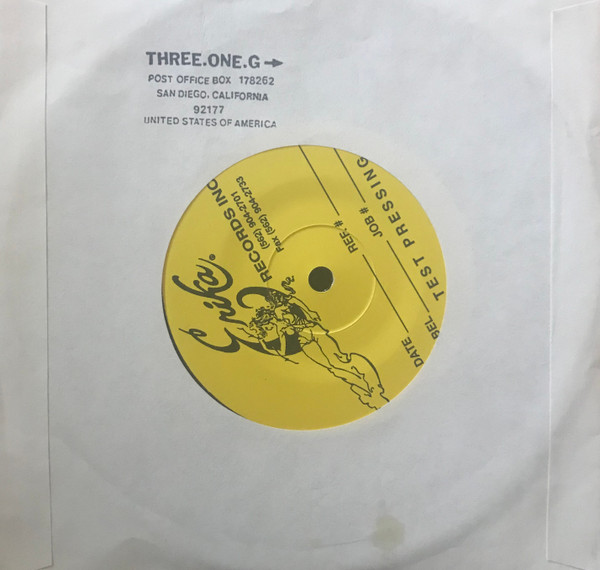 THREE.ONE.G→
POST OFFICE BOX 178262
SAN DIEGO, CALIFORNIA
92177
UNITED STATES OF AMERICA
Erika.
RECORDS INC
(562) 904-2701
Fax (562) 904-2733
REF. #
JOB #
TEST PRESSING
DATE
SEL